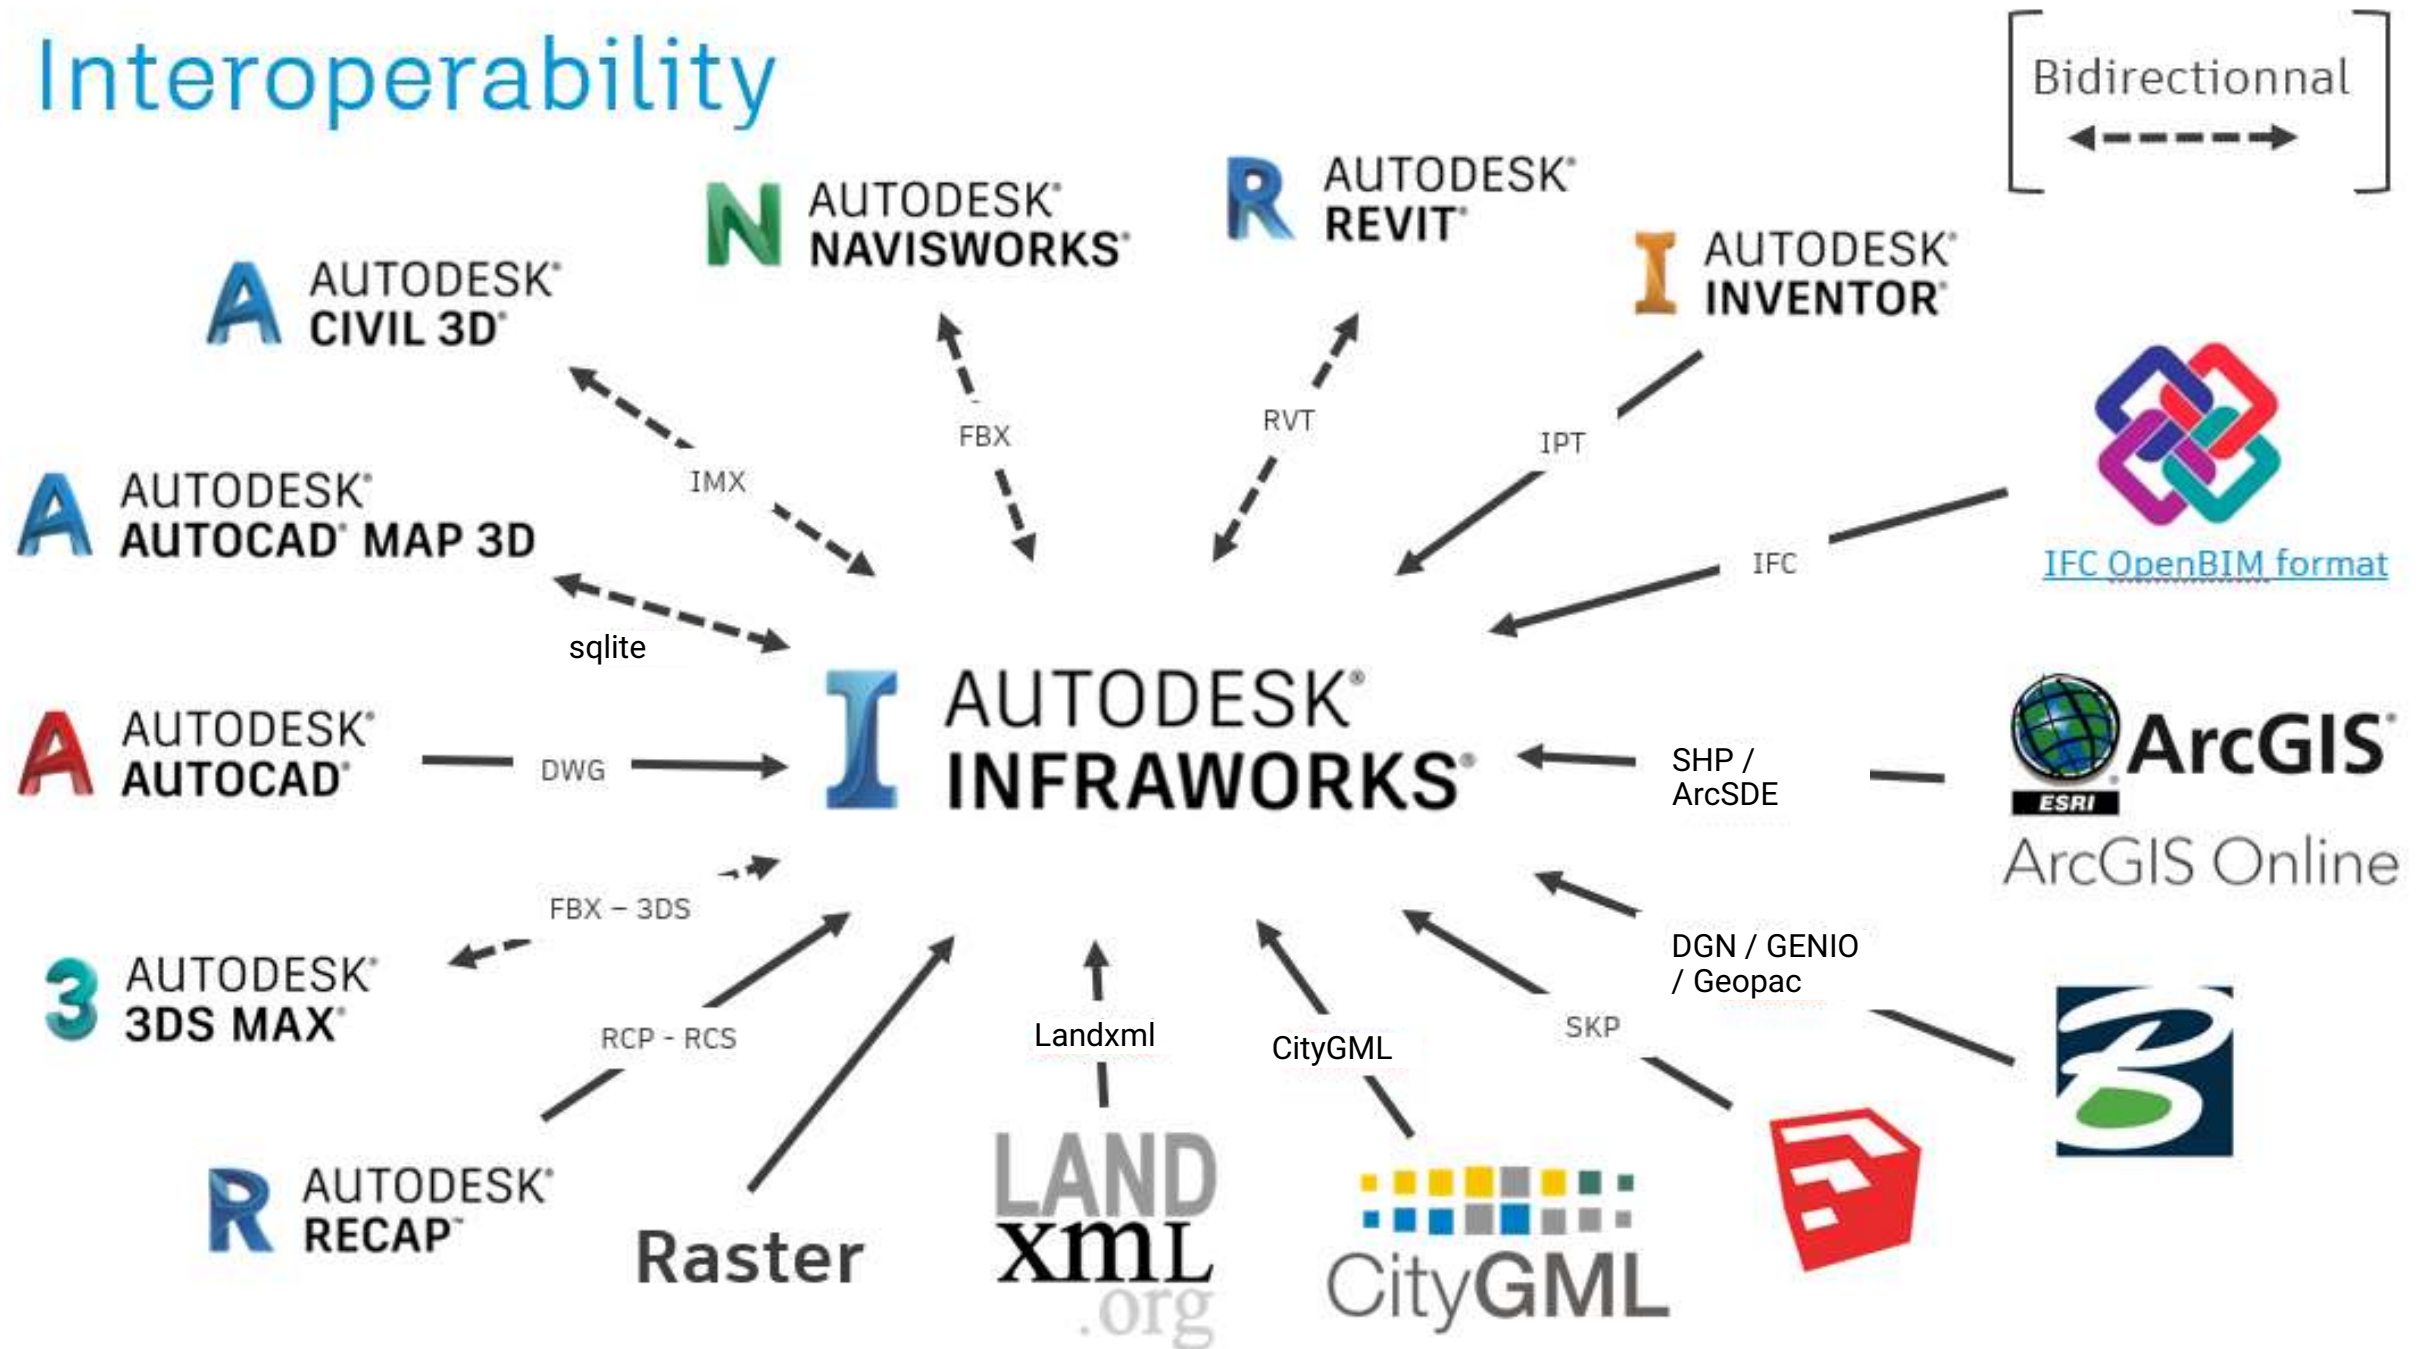 Interoperability
Bidirectionnal
AUTODESK®
NAVISWORKS®
AUTODESK®
REVIT®
AUTODESK®
INVENTOR®
AUTODESK®
CIVIL 3D®
FBX
RVT
IPT
IMX
AUTODESK®
AUTOCAD® MAP 3D
IFC
IFC OpenBIM format
sqlite
AUTODESK®
INFRAWORKS®
AUTODESK®
AUTOCAD®
DWG
SHP /
ArcSDE
ArcGIS®
ESRI®
ArcGIS Online
FBX – 3DS
AUTODESK®
3DS MAX®
DGN / GENIO
/ Geopac
RCP - RCS
Landxml
CityGML
SKP
B
AUTODESK®
RECAP™
Raster
LAND
xmL
.org
CityGML